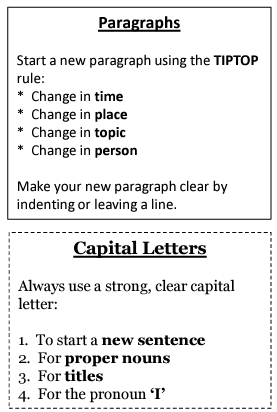 Paragraphs
Start a new paragraph using the TIPTOP
rule:
* Change in time
* Change in place
* Change in topic
* Change in person
Make your new paragraph clear by
indenting or leaving a line.
Capital Letters
Always use a strong, clear capital
letter:
1. To start a new sentence
2. For proper nouns
3. For titles
4. For the pronoun ‘I’